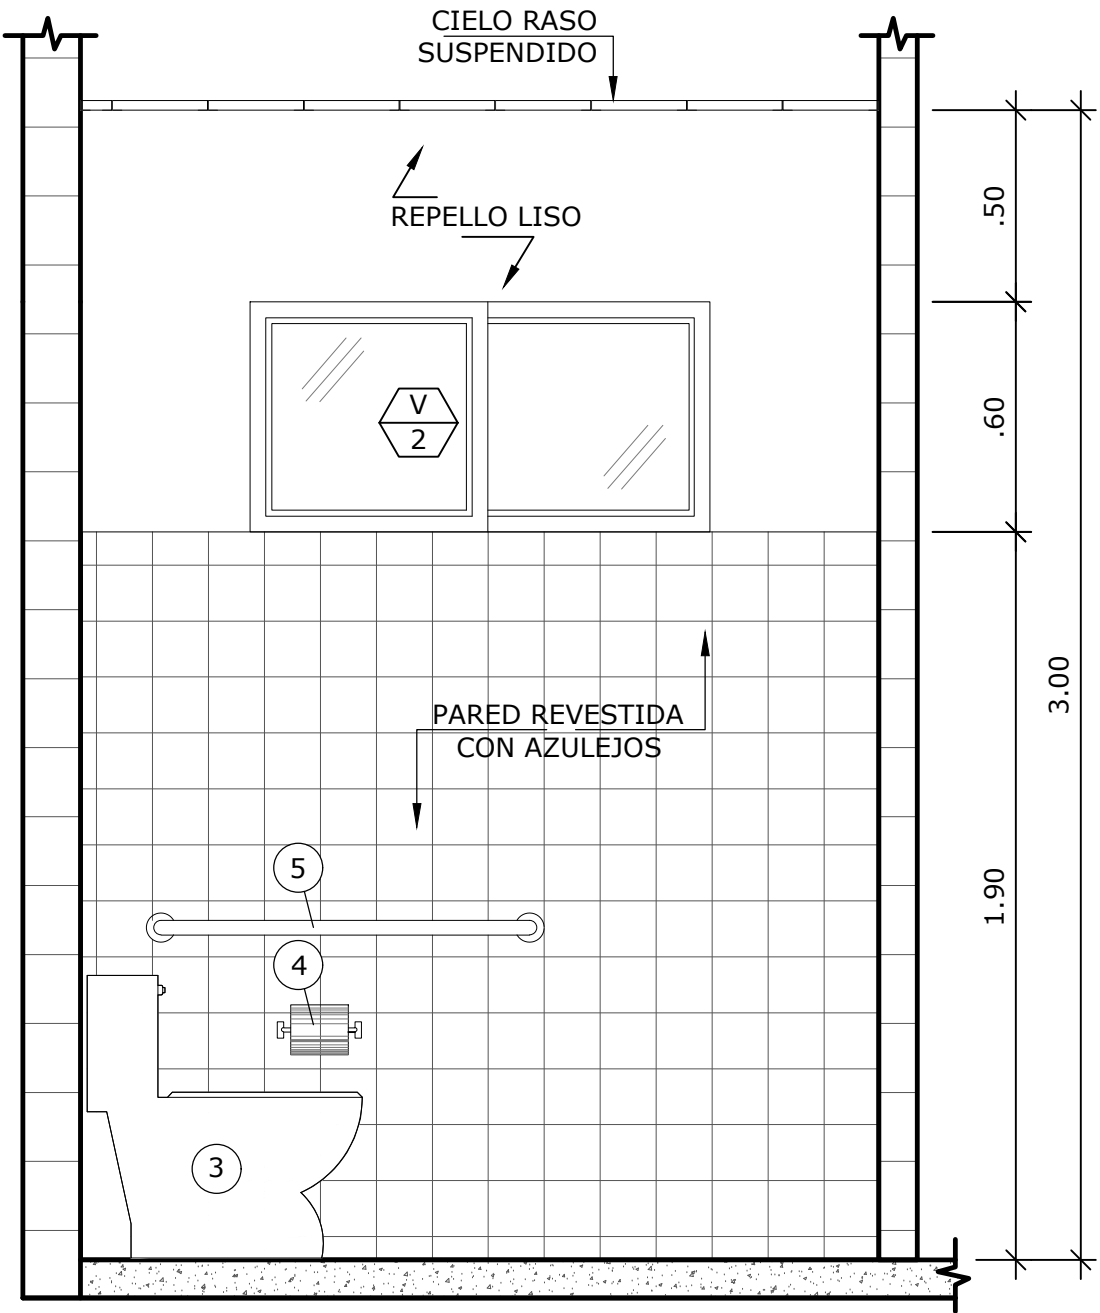 CIELO RASO
SUSPENDIDO
REPELLO LISO
.50
V
2
.60
PARED REVESTIDA
CON AZULEJOS
3.00
1.90
5
4
3